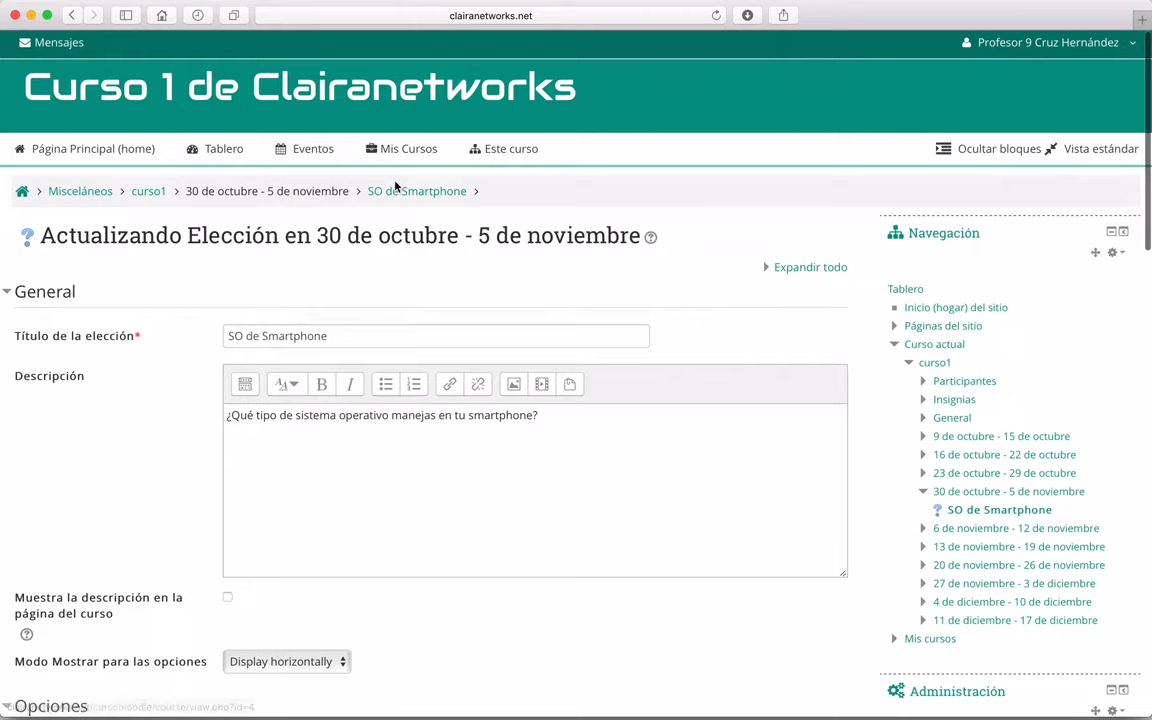 clairanetworks.net
Mensajes
Profesor 9 Cruz Hernández
Curso 1 de Clairanetworks
Página Principal (home) Tablero Eventos Mis Cursos Este curso Ocultar bloques Vista estándar
Misceláneos curso1 30 de octubre - 5 de noviembre SO de Smartphone
Actualizando Elección en 30 de octubre - 5 de noviembre
Expandir todo
General
Título de la elección* SO de Smartphone
Descripción
¿Qué tipo de sistema operativo manejas en tu smartphone?
Muestra la descripción en la
página del curso
Modo Mostrar para las opciones Display horizontally
Opciones
Navegación
Tablero
Inicio (hogar) del sitio
Páginas del sitio
Curso actual
curso1
Participantes
Insignias
General
9 de octubre - 15 de octubre
16 de octubre - 22 de octubre
23 de octubre - 29 de octubre
30 de octubre - 5 de noviembre
SO de Smartphone
6 de noviembre - 12 de noviembre
13 de noviembre - 19 de noviembre
20 de noviembre - 26 de noviembre
27 de noviembre - 3 de diciembre
4 de diciembre - 10 de diciembre
11 de diciembre - 17 de diciembre
Mis cursos
Administración